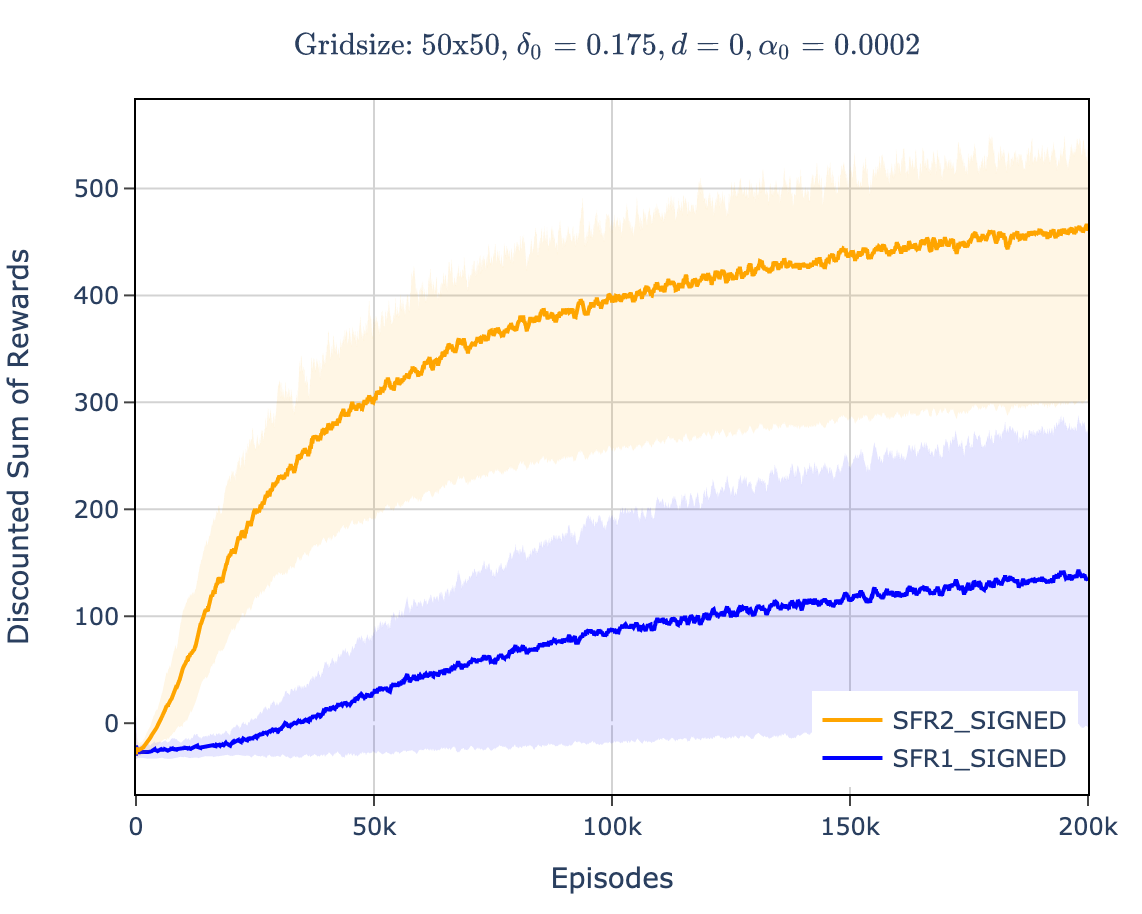 Gridsize: 50x50, δ₀ = 0.175, d = 0, α₀ = 0.0002
Discounted Sum of Rewards
500
400
300
200
100
0
SFR2_SIGNED
SFR1_SIGNED
0
50k
100k
150k
200k
Episodes